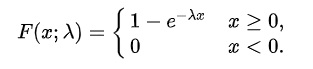 F(x; λ) = { 1 − e^{−λx}  x ≥ 0,
0  x < 0.